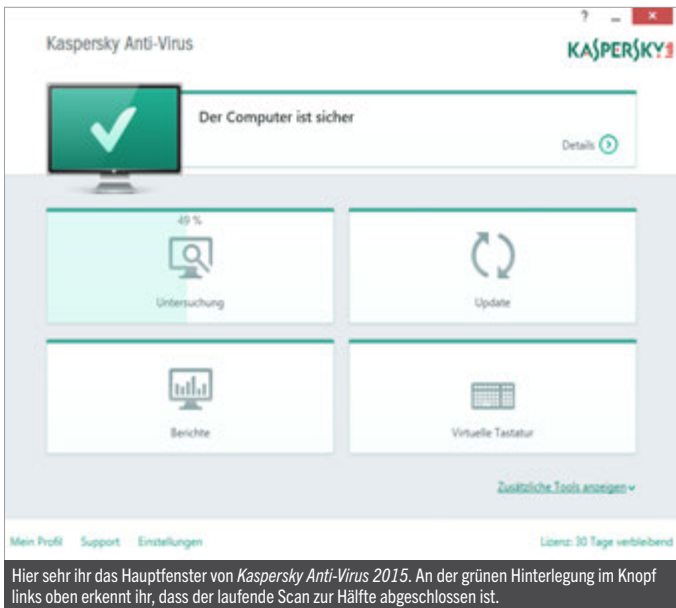 ? _ ×
Kaspersky Anti-Virus
KASPERSKY
Der Computer ist sicher
Details
49 %
Untersuchung
Update
Berichte
Virtuelle Tastatur
Zusätzliche Tools anzeigen
Mein Profil Support Einstellungen
Lizenz: 30 Tage verbleibend
Hier sehr ihr das Hauptfenster von Kaspersky Anti-Virus 2015. An der grünen Hinterlegung im Knopf
links oben erkennt ihr, dass der laufende Scan zur Hälfte abgeschlossen ist.